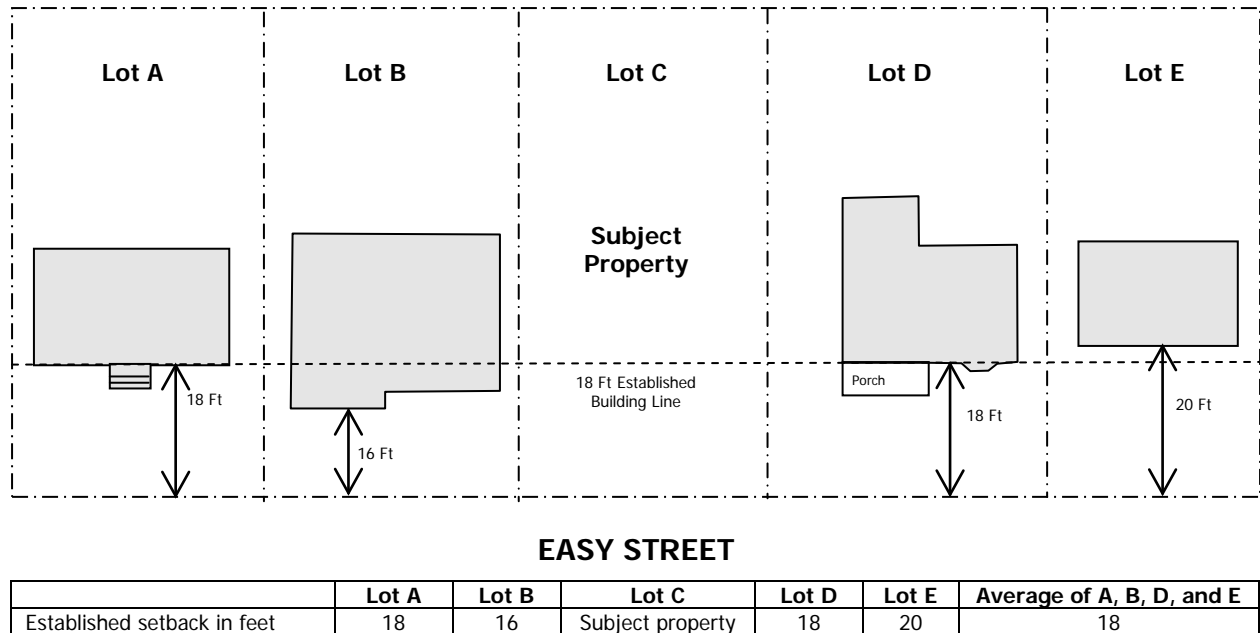 Lot A
Lot B
Lot C
Lot D
Lot E
Subject
Property
18 Ft
16 Ft
18 Ft Established
Building Line
Porch
18 Ft
20 Ft
EASY STREET
Lot A Lot B Lot C Lot D Lot E Average of A, B, D, and E
Established setback in feet 18 16 Subject property 18 20 18